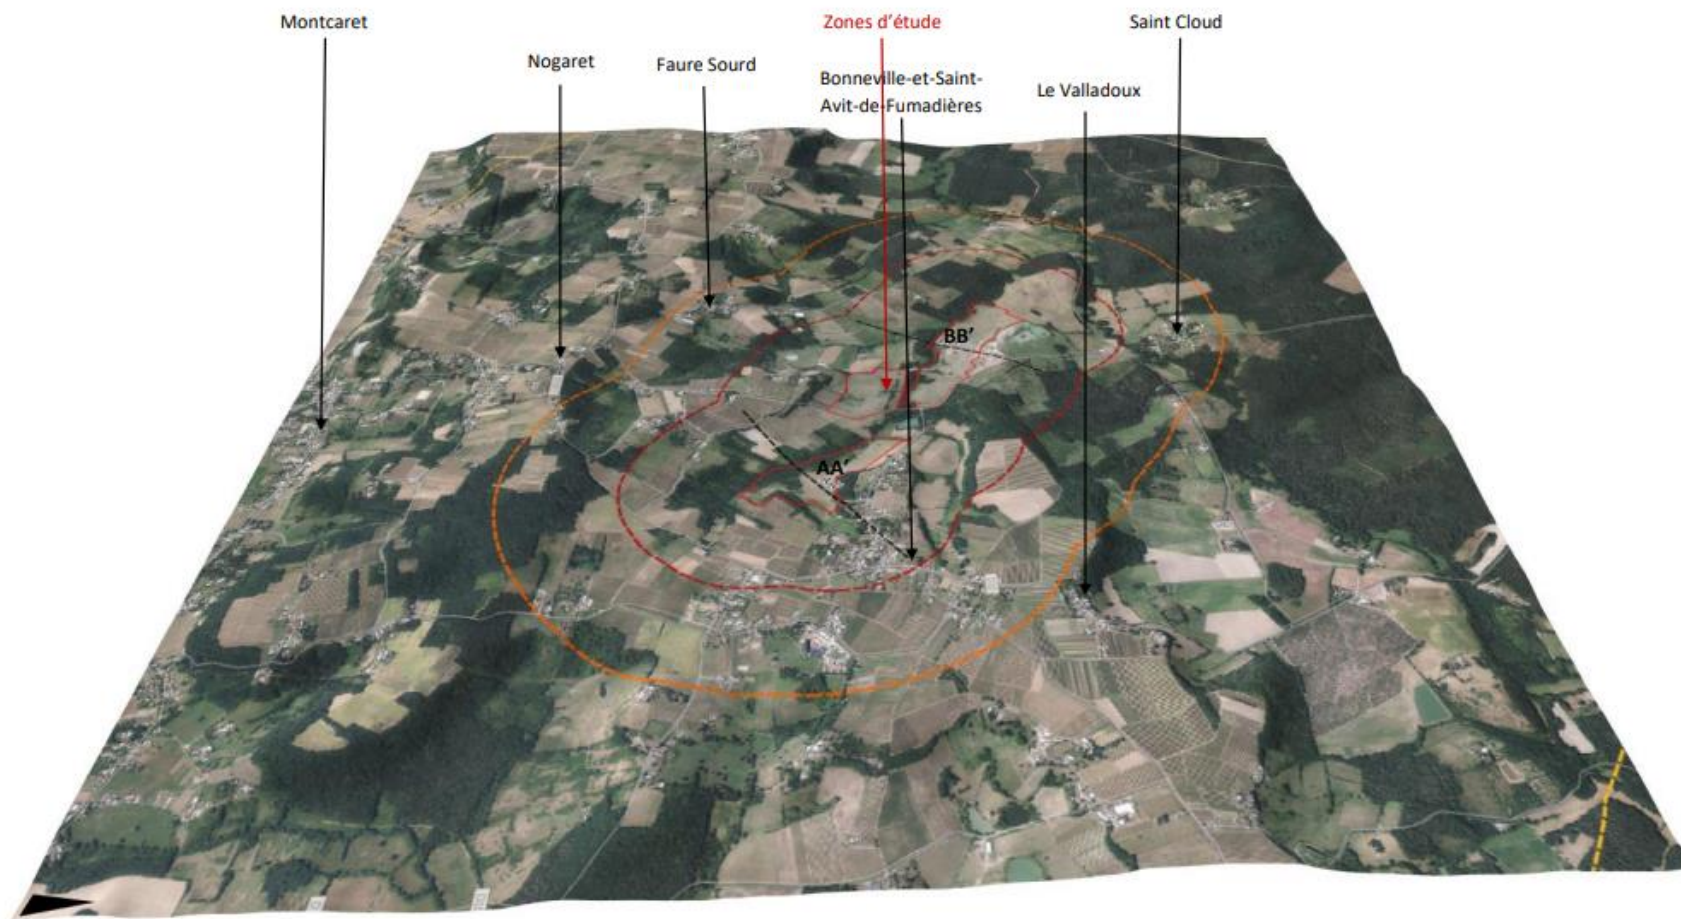 Montcaret
Zones d'étude
Saint Cloud
Nogaret
Faure Sourd
Bonneville-et-Saint-
Avit-de-Fumadières
Le Valladoux
BB'
AA'